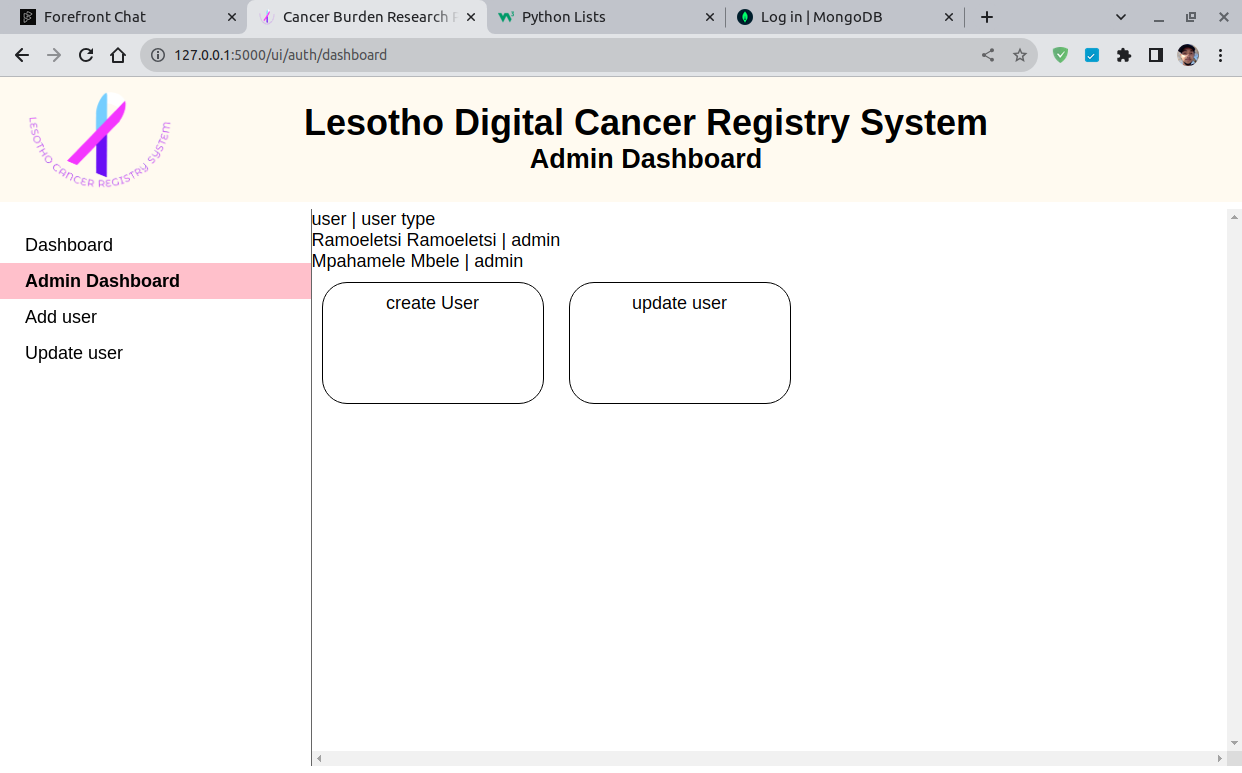 Forefront Chat
Cancer Burden Research
Python Lists
Log in | MongoDB
127.0.0.1:5000/ui/auth/dashboard
LESOTHO CANCER REGISTRY SYSTEM
Lesotho Digital Cancer Registry System
Admin Dashboard
Dashboard
Admin Dashboard
Add user
Update user
user | user type
Ramoeletsi Ramoeletsi | admin
Mpahamele Mbele | admin
create User
update user